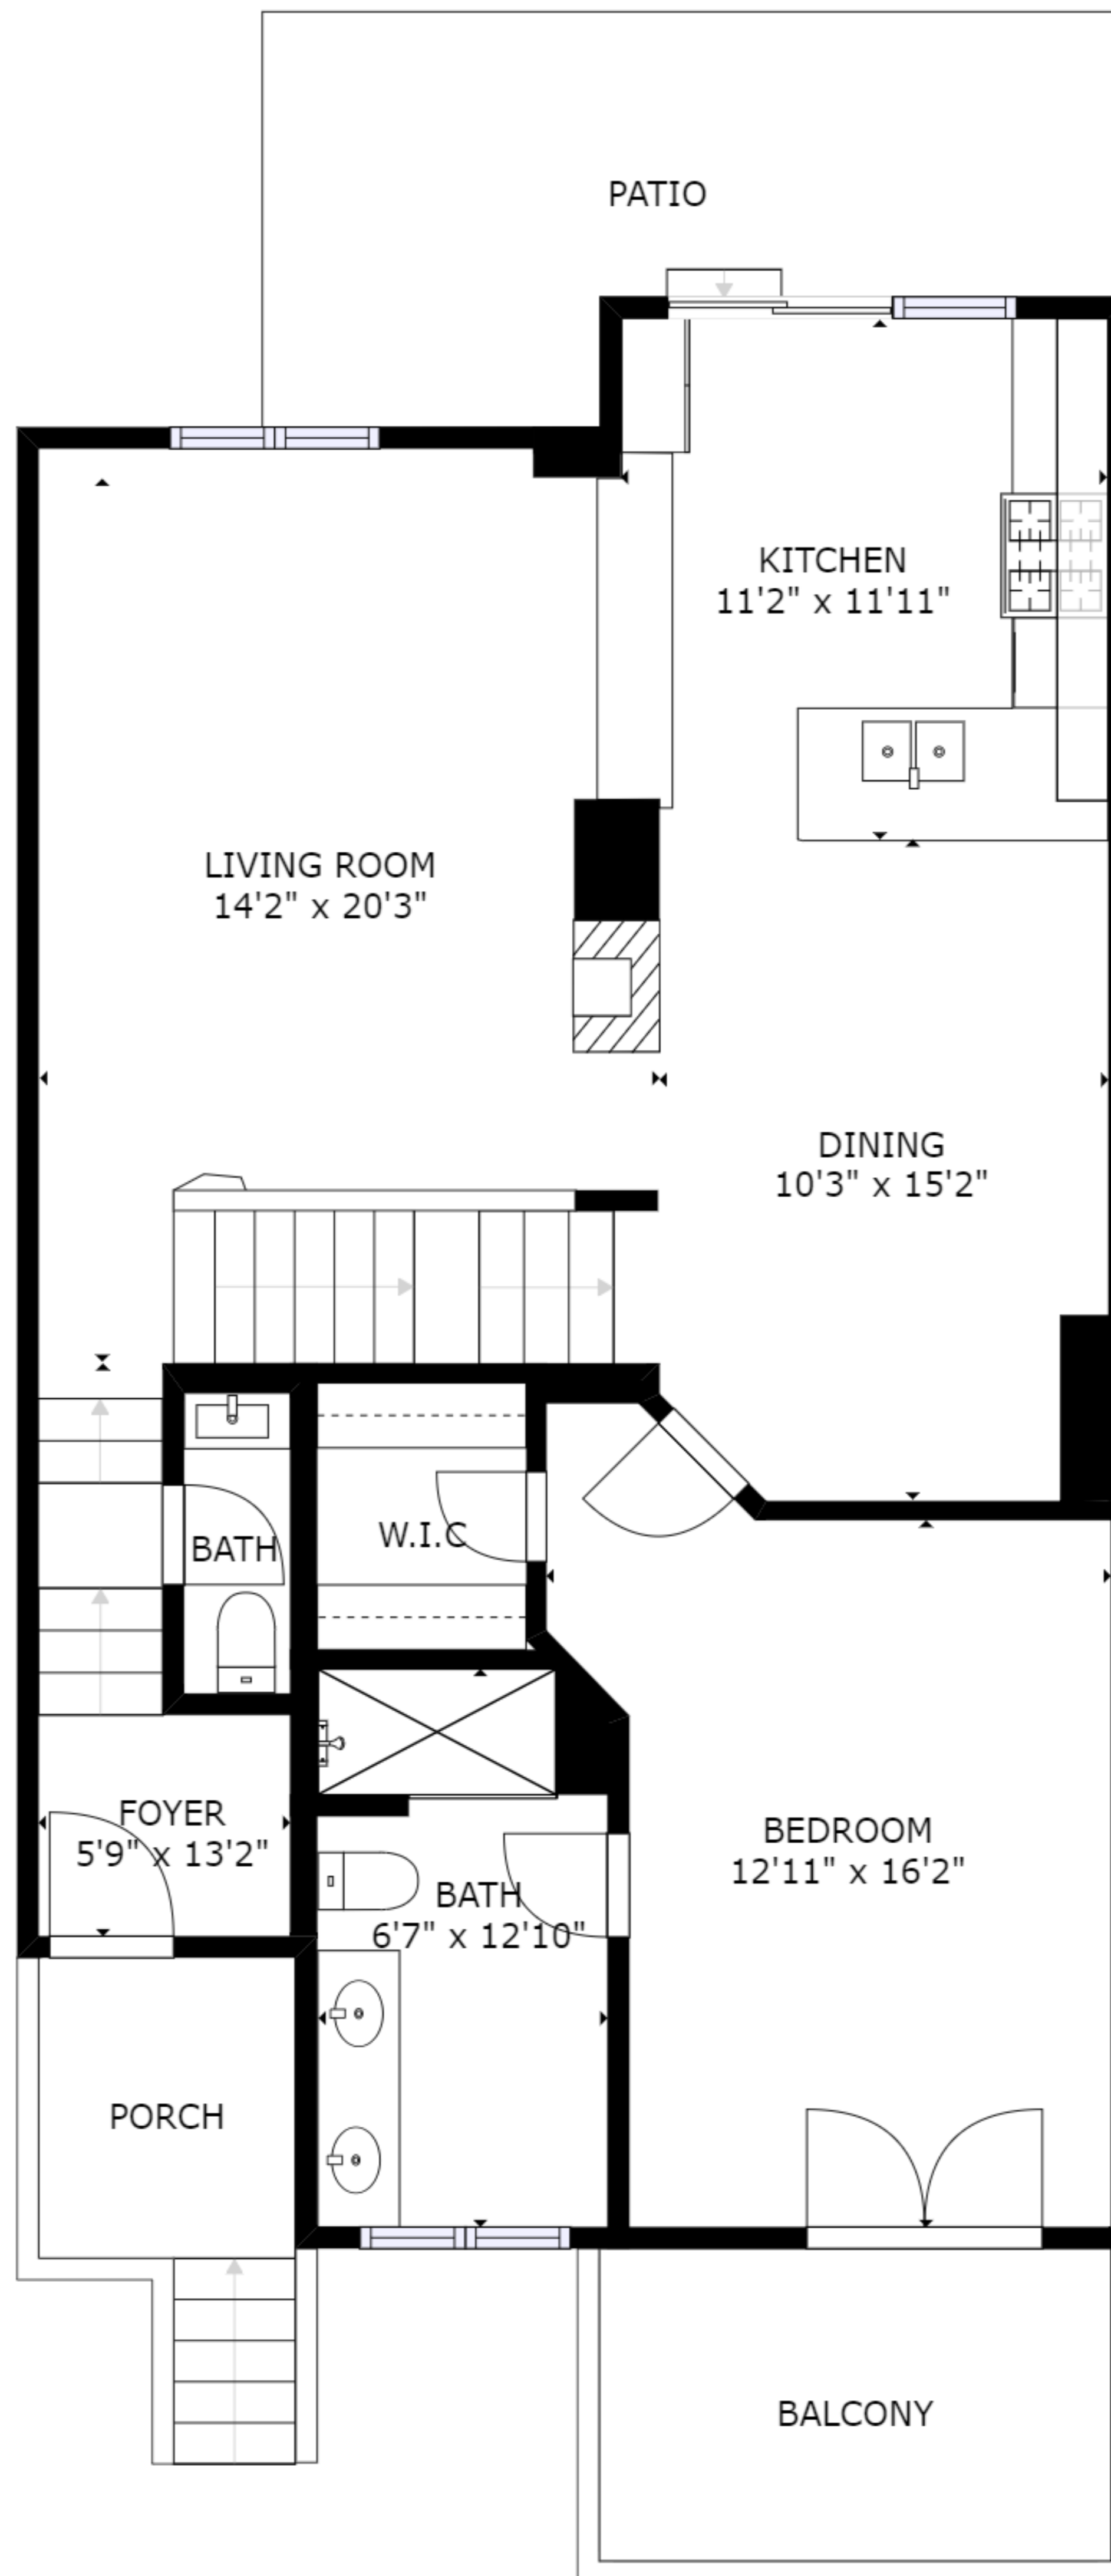 PATIO
KITCHEN
11'2" x 11'11"
LIVING ROOM
14'2" x 20'3"
DINING
10'3" x 15'2"
BATH
W.I.C
FOYER
5'9" x 13'2"
BEDROOM
12'11" x 16'2"
BATH
6'7" x 12'10"
PORCH
BALCONY